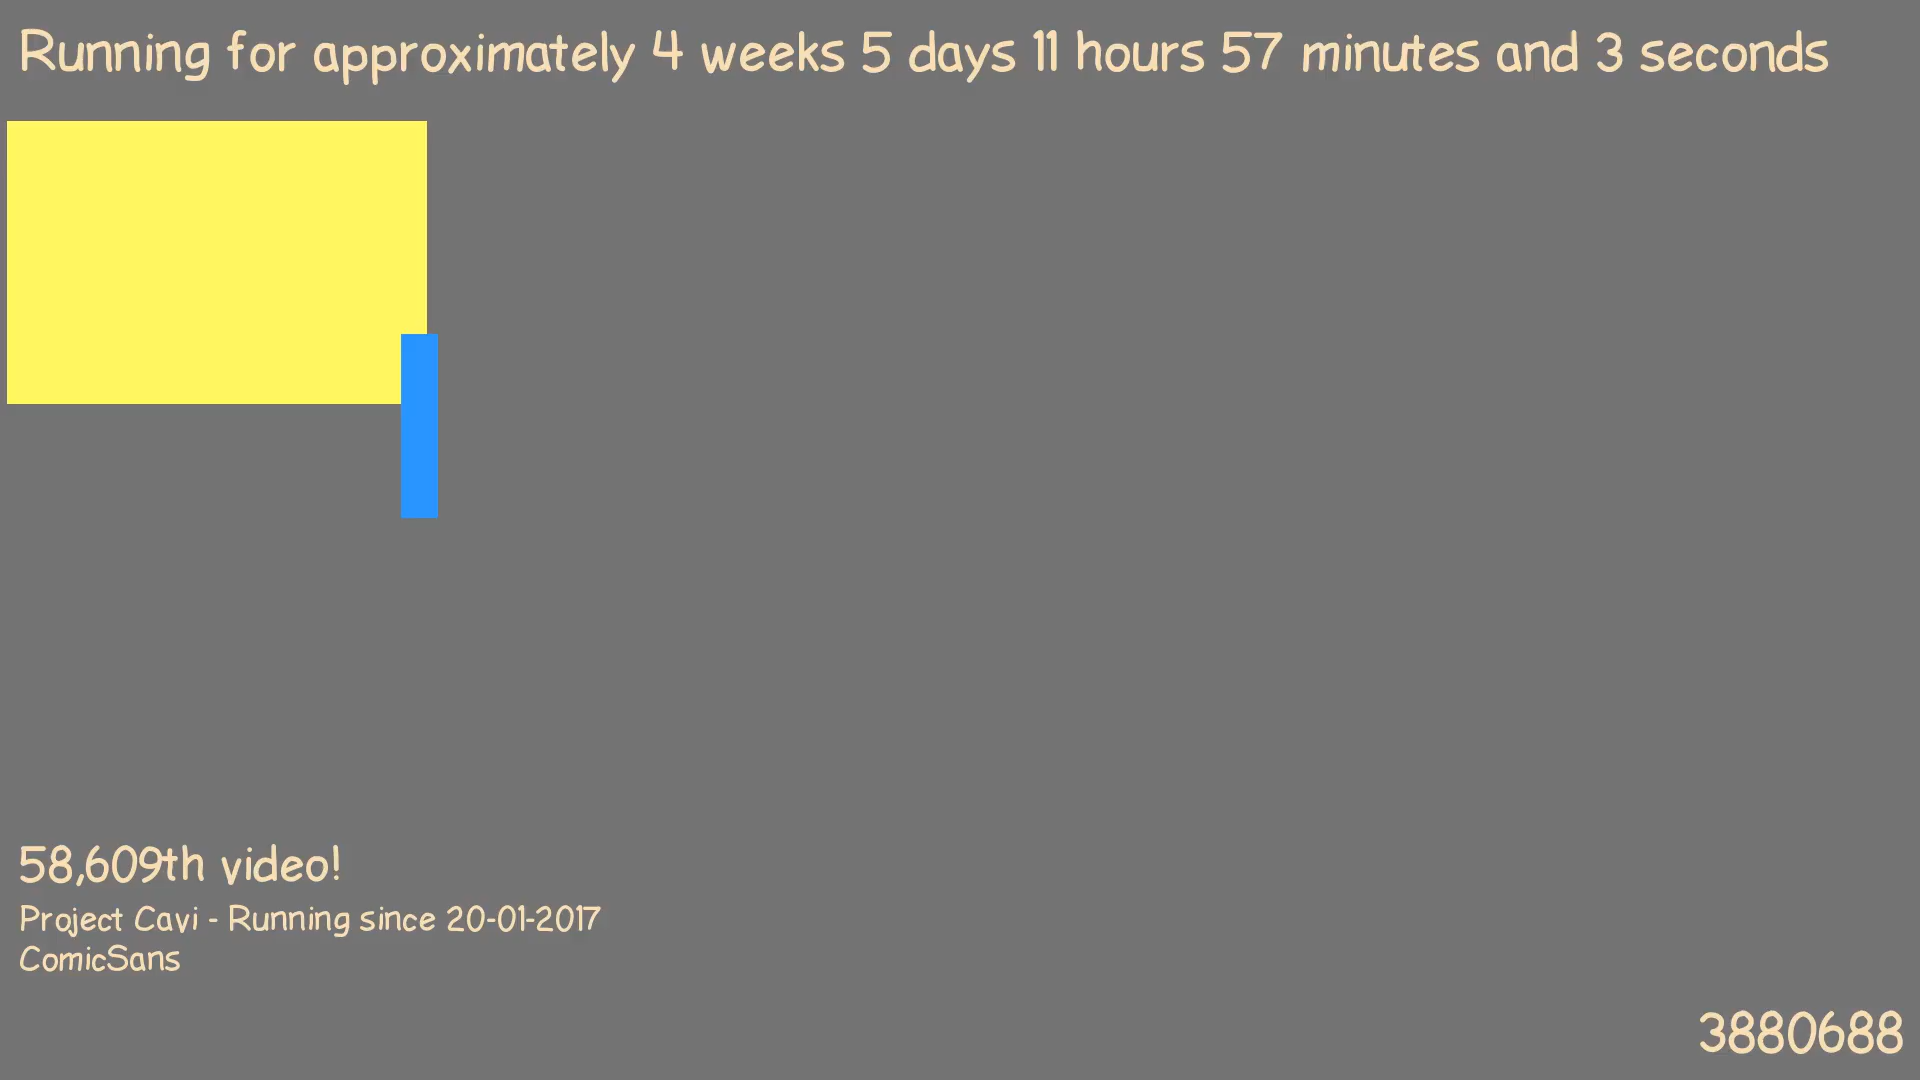 Running for approximately 4 weeks 5 days 11 hours 57 minutes and 3 seconds
58,609th video!
Project Cavi - Running since 20-01-2017
ComicSans
3880688